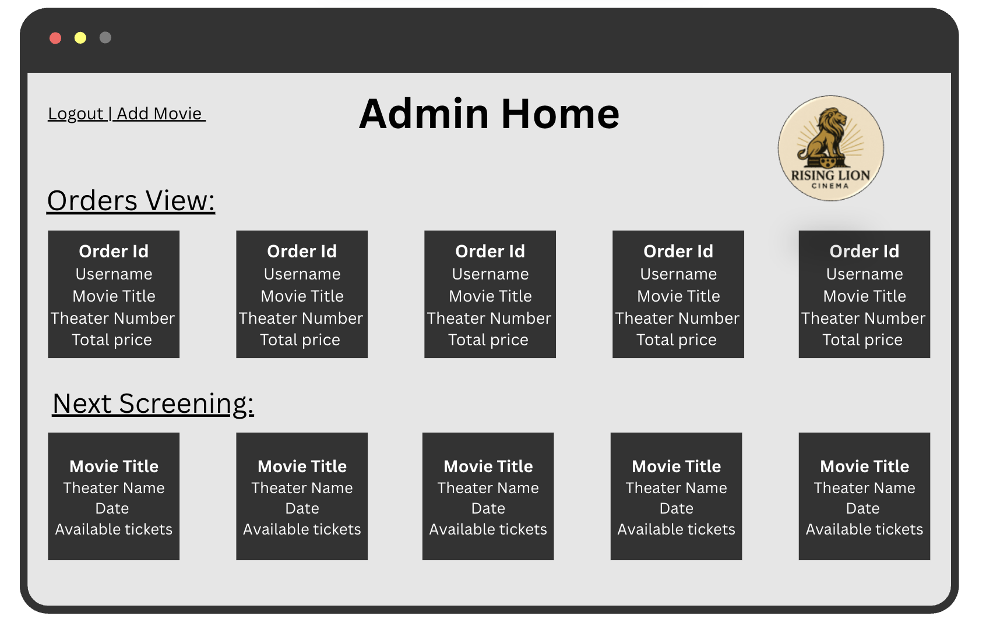 Logout | Add Movie
Admin Home
RISING LION
CINEMA
Orders View:
Order Id
Username
Movie Title
Theater Number
Total price
Order Id
Username
Movie Title
Theater Number
Total price
Order Id
Username
Movie Title
Theater Number
Total price
Order Id
Username
Movie Title
Theater Number
Total price
Order Id
Username
Movie Title
Theater Number
Total price
Next Screening:
Movie Title
Theater Name
Date
Available tickets
Movie Title
Theater Name
Date
Available tickets
Movie Title
Theater Name
Date
Available tickets
Movie Title
Theater Name
Date
Available tickets
Movie Title
Theater Name
Date
Available tickets